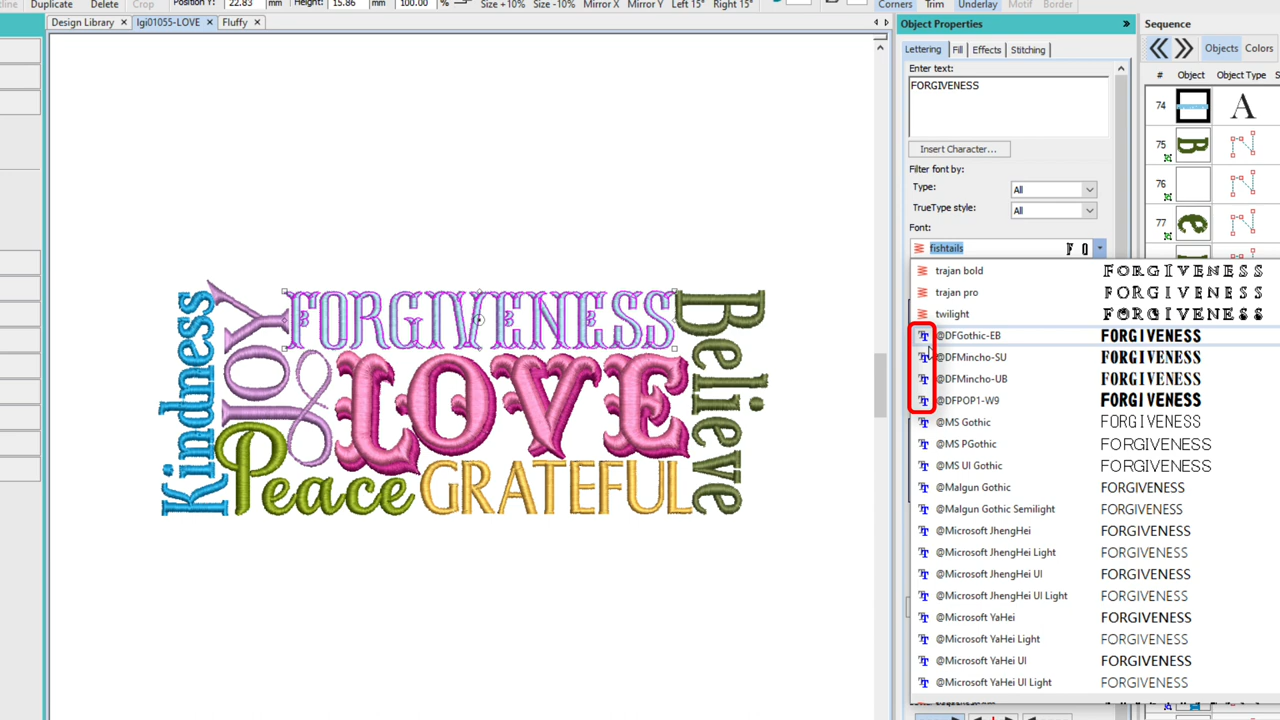 Duplicate Delete Crop Position Y: 22.83 mm Height: 15.86 mm 100.00 % Size +10% Size -10% Mirror X Mirror Y Left 15° Right 15° Corners Trim Underlay Motif Border
Design Library × lgi01055-LOVE × Fluffy ×
Object Properties
Sequence
Lettering Fill Effects Stitching
Objects Colors
Enter text:
FORGIVENESS
# Object Object Type
74 A
75 B
76
77 e
Insert Character...
Filter font by:
Type: All
TrueType style: All
Font:
fishtails F O
trajan bold FORGIVENESS
trajan pro FORGIVENESS
twilight FORGIVENESS
@DFGothic-EB FORGIVENESS
@DFMincho-SU FORGIVENESS
@DFMincho-UB FORGIVENESS
@DFPOP1-W9 FORGIVENESS
@MS Gothic FORGIVENESS
@MS PGothic FORGIVENESS
@MS UI Gothic FORGIVENESS
@Malgun Gothic FORGIVENESS
@Malgun Gothic Semilight FORGIVENESS
@Microsoft JhengHei FORGIVENESS
@Microsoft JhengHei Light FORGIVENESS
@Microsoft JhengHei UI FORGIVENESS
@Microsoft JhengHei UI Light FORGIVENESS
@Microsoft YaHei FORGIVENESS
@Microsoft YaHei Light FORGIVENESS
@Microsoft YaHei UI FORGIVENESS
@Microsoft YaHei UI Light FORGIVENESS
Kindness
JOY
&
FORGIVENESS
LOVE
Peace
GRATEFUL
Believe